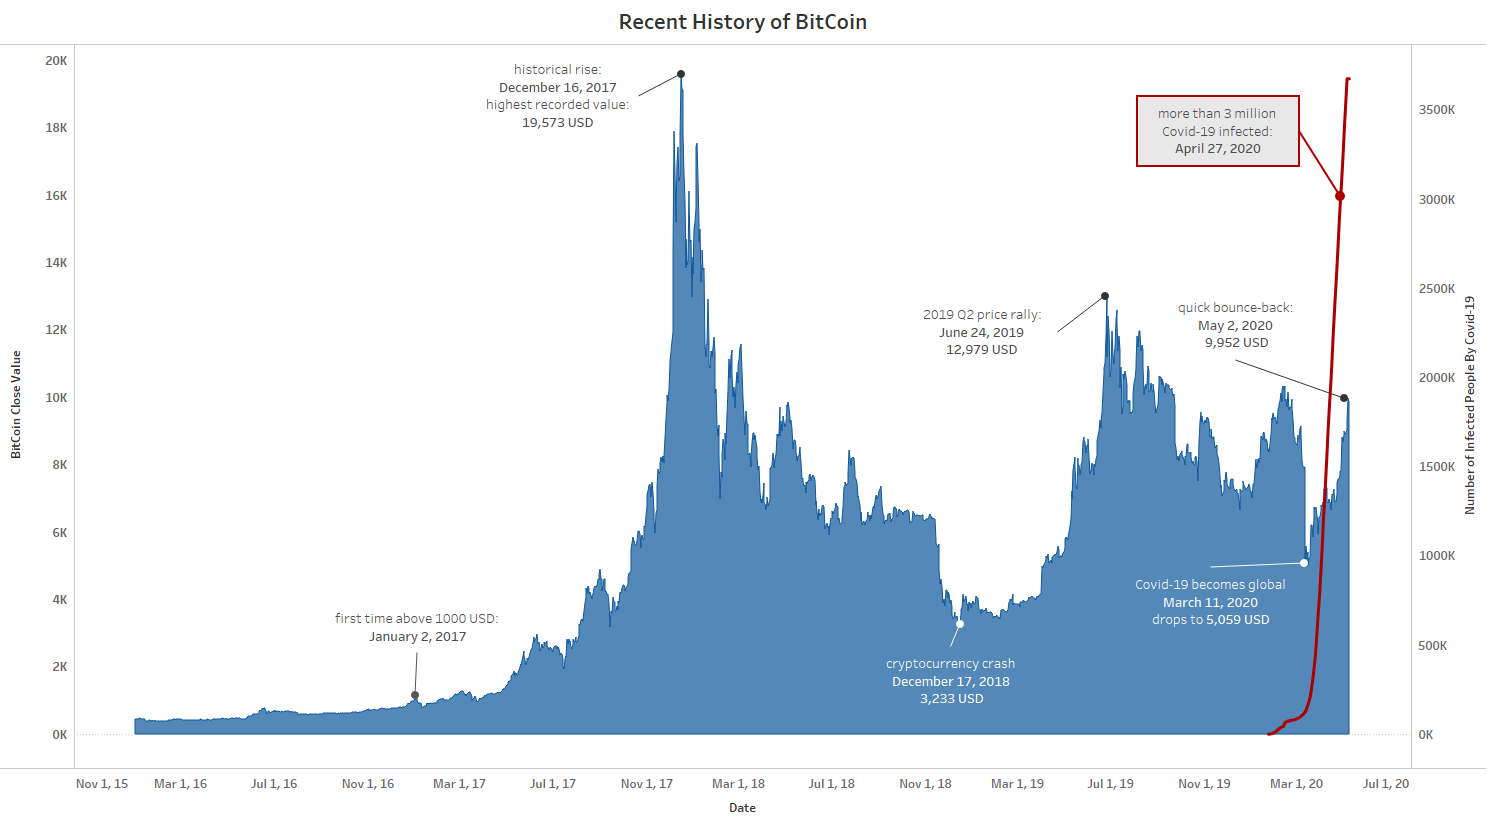 Recent History of BitCoin
20K
18K
16K
14K
12K
10K
8K
6K
4K
2K
0K
BitCoin Close Value
historical rise:
December 16, 2017
highest recorded value:
19,573 USD
more than 3 million
Covid-19 infected:
April 27, 2020
2019 Q2 price rally:
June 24, 2019
12,979 USD
quick bounce-back:
May 2, 2020
9,952 USD
first time above 1000 USD:
January 2, 2017
cryptocurrency crash
December 17, 2018
3,233 USD
Covid-19 becomes global
March 11, 2020
drops to 5,059 USD
3500K
3000K
2500K
2000K
1500K
1000K
500K
0K
Number of Infected People By Covid-19
Nov 1, 15
Mar 1, 16
Jul 1, 16
Nov 1, 16
Mar 1, 17
Jul 1, 17
Nov 1, 17
Mar 1, 18
Jul 1, 18
Nov 1, 18
Mar 1, 19
Jul 1, 19
Nov 1, 19
Mar 1, 20
Jul 1, 20
Date